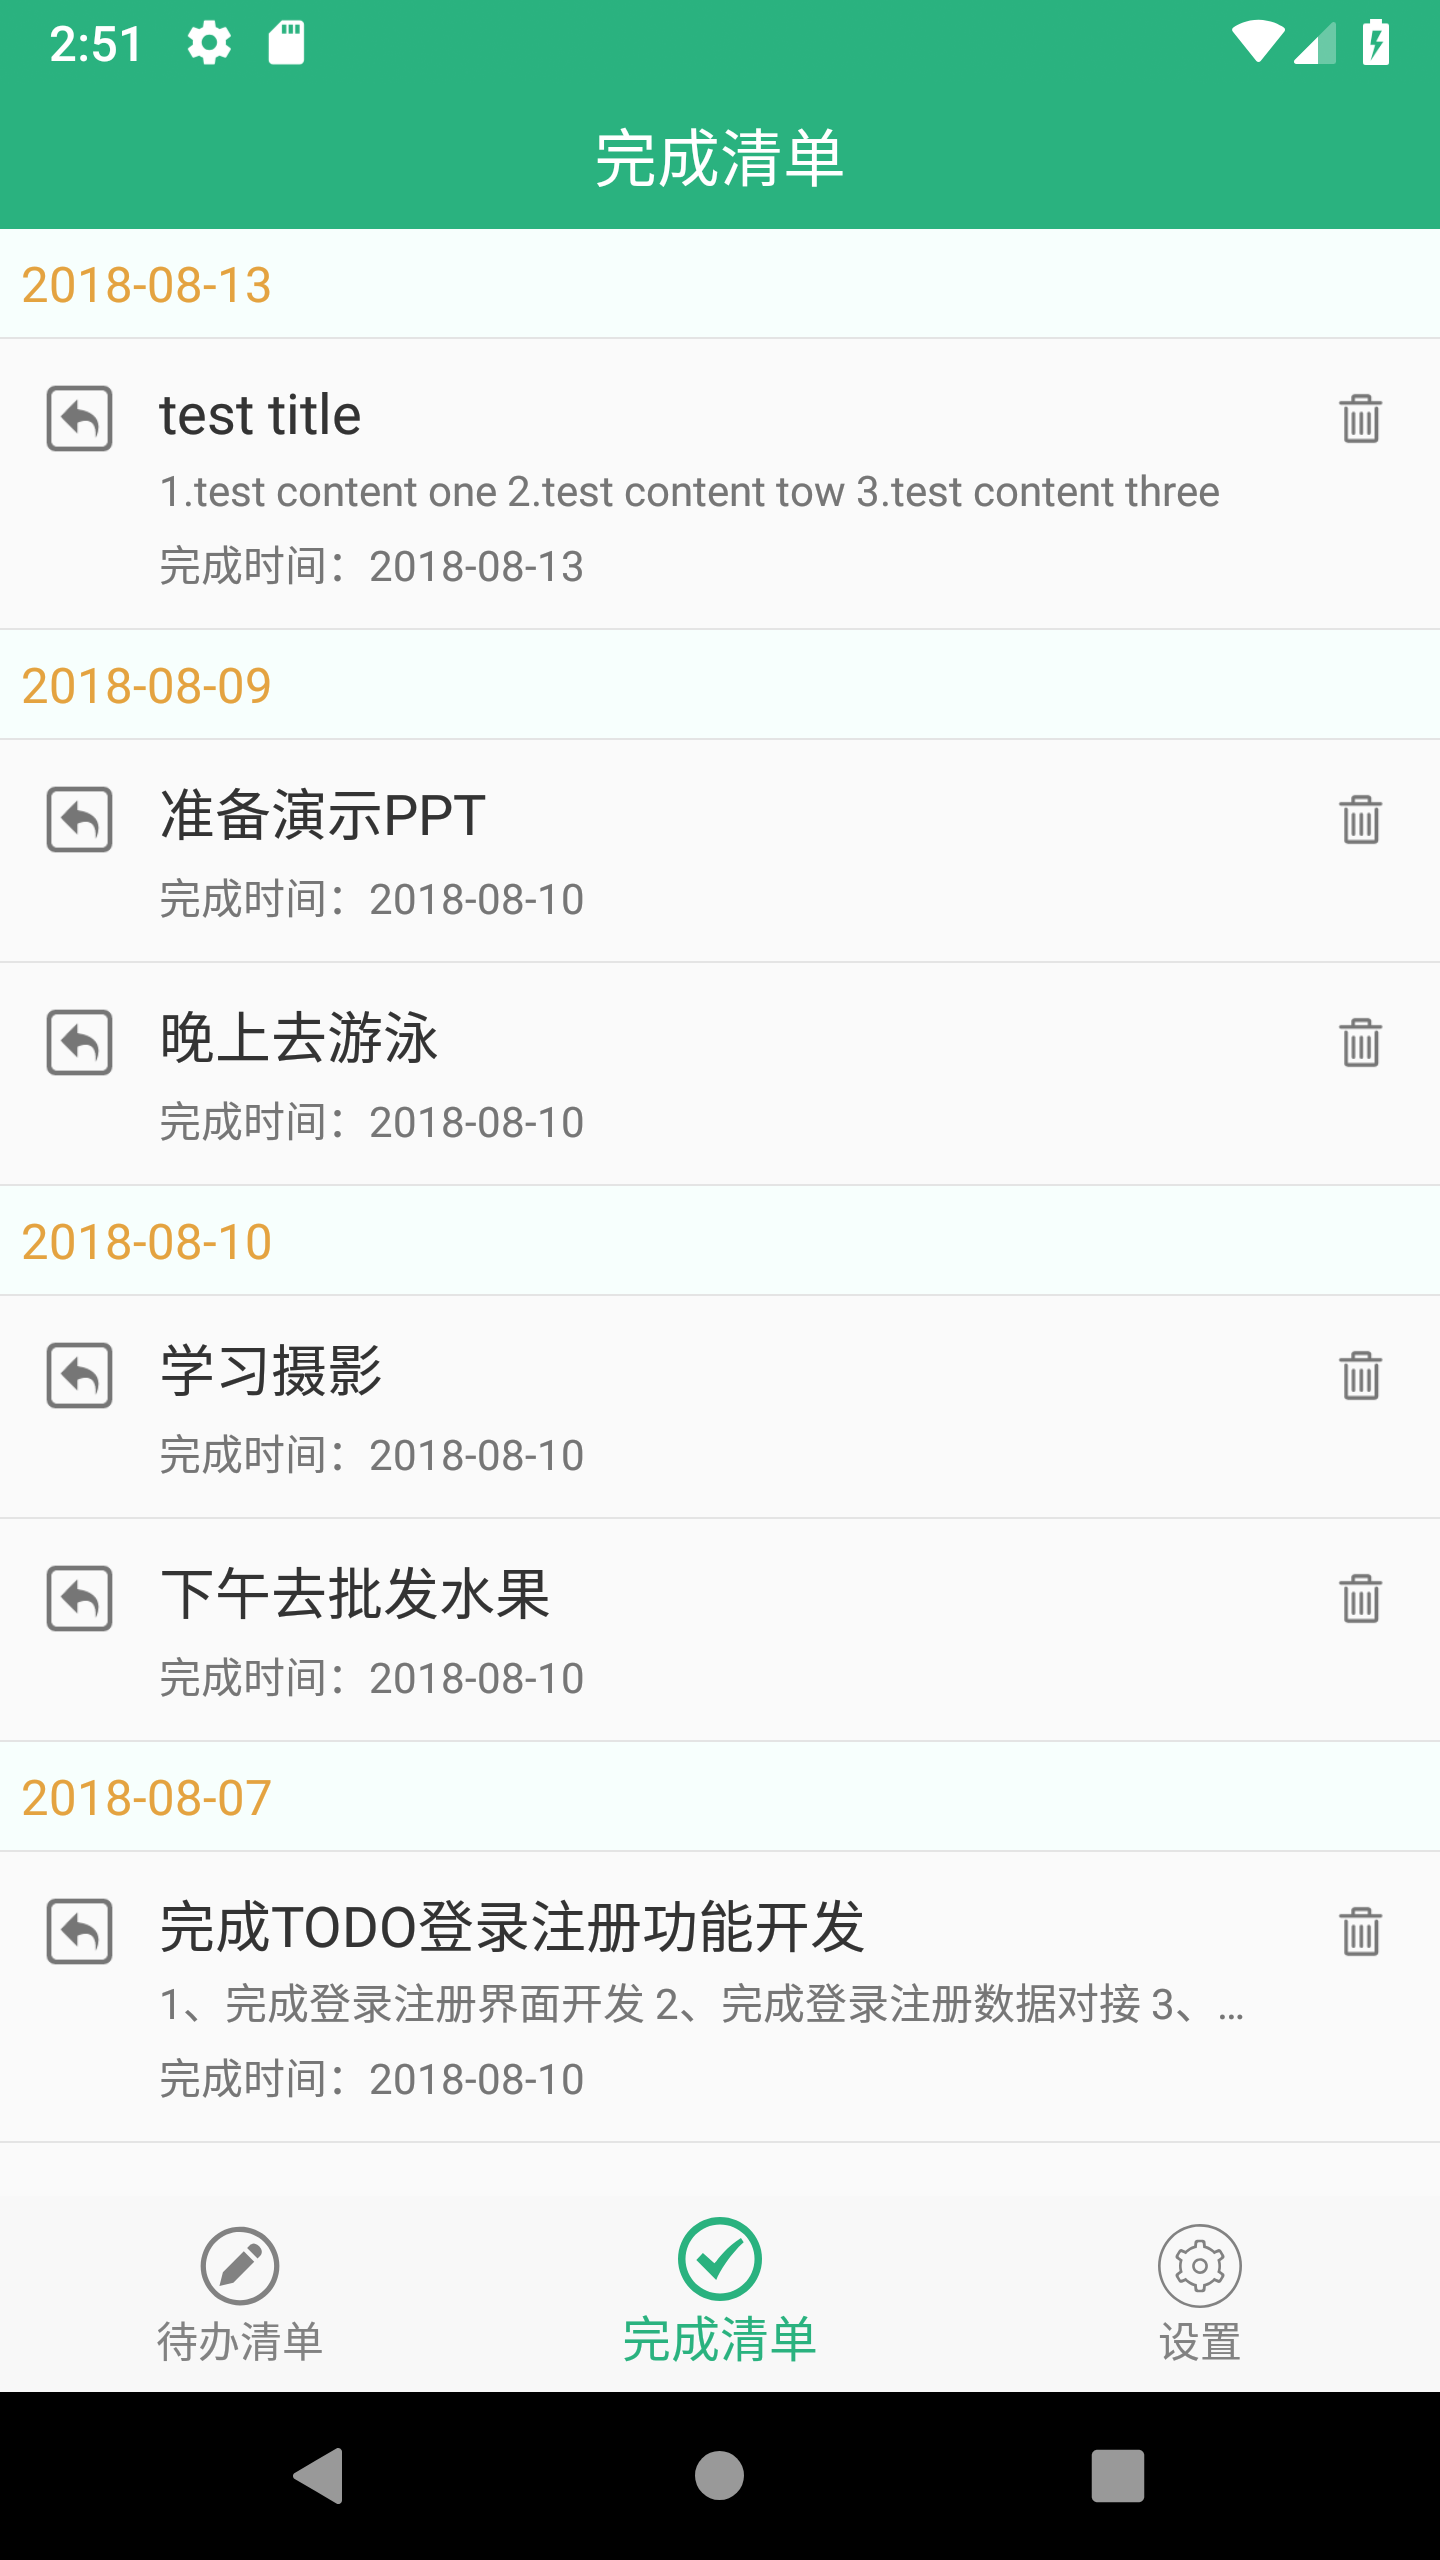 2:51
完成清单
2018-08-13
test title
1.test content one 2.test content tow 3.test content three
完成时间：2018-08-13
2018-08-09
准备演示PPT
完成时间：2018-08-10
晚上去游泳
完成时间：2018-08-10
2018-08-10
学习摄影
完成时间：2018-08-10
下午去批发水果
完成时间：2018-08-10
2018-08-07
完成TODO登录注册功能开发
1、完成登录注册界面开发 2、完成登录注册数据对接 3、...
完成时间：2018-08-10
待办清单
完成清单
设置